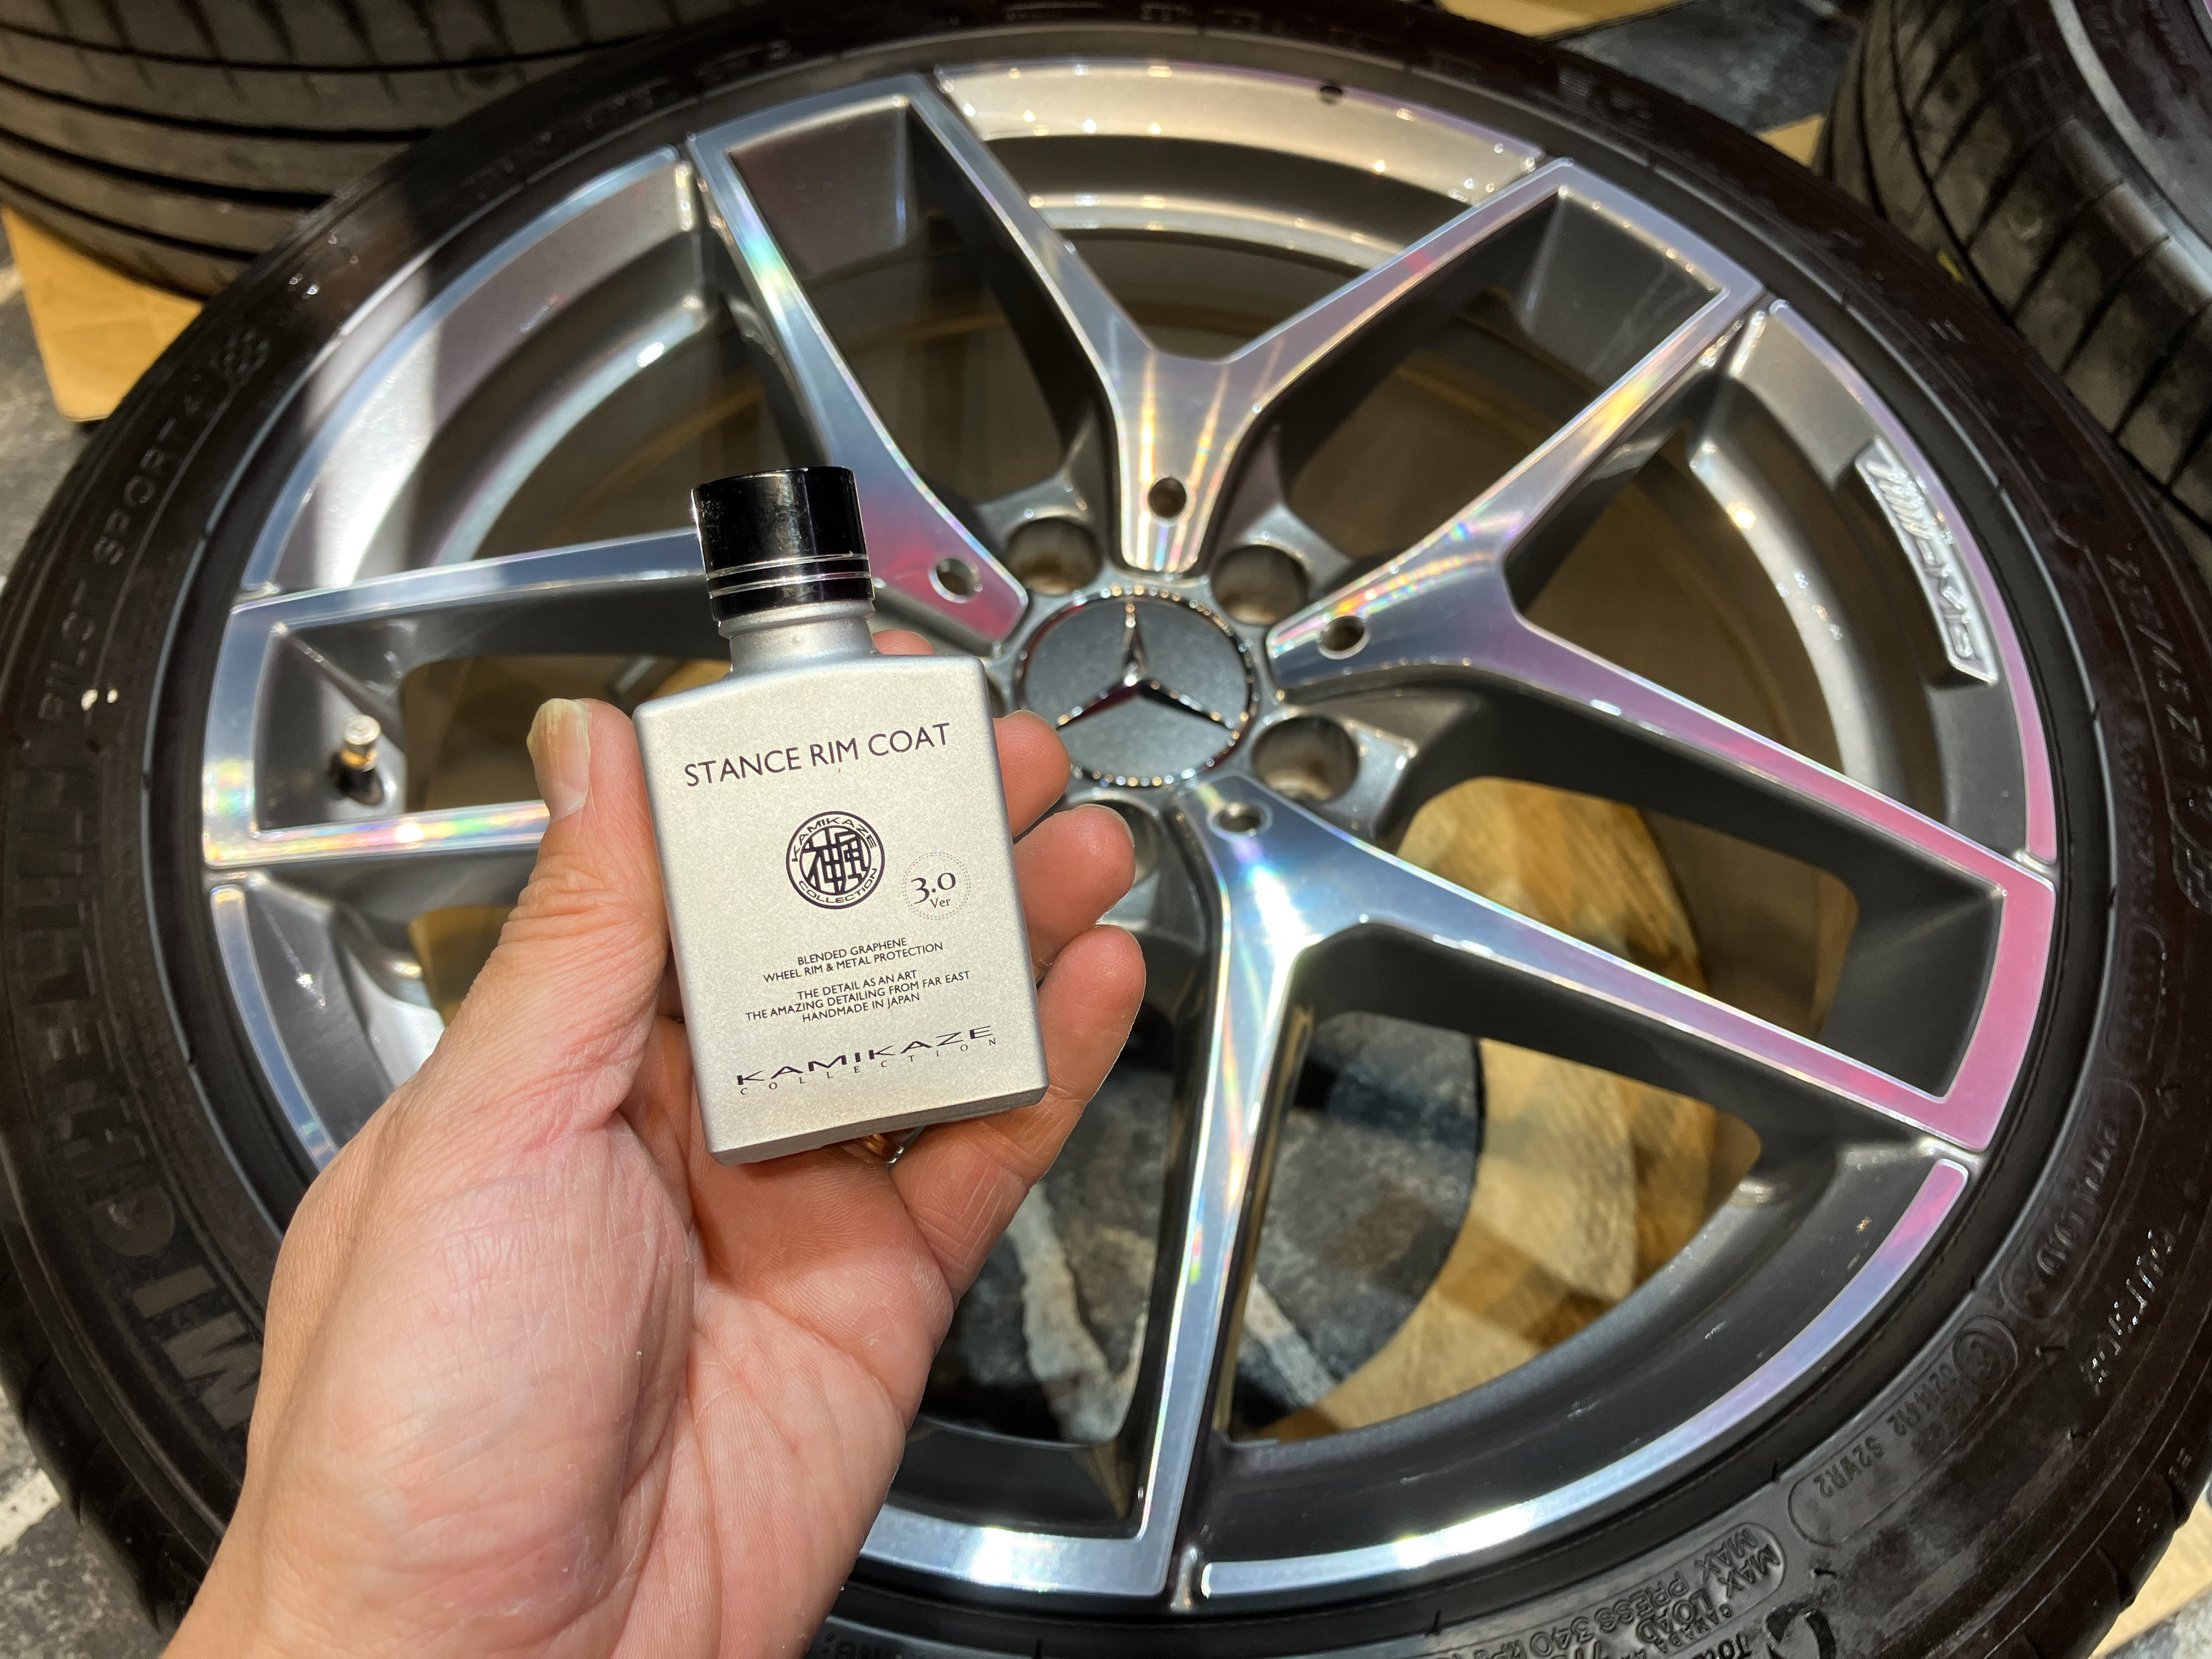 STANCE RIM COAT
KAMIKAZE
神風
COLLECTION
3.0
Ver
BLENDED GRAPHENE
WHEEL RIM & METAL PROTECTION
THE DETAIL AS AN ART
THE AMAZING DETAILING FROM FAR EAST
HANDMADE IN JAPAN
KAMIKAZE
COLLECTION
AMG
MICHELIN
PILOT SPORT 4
MAX LOAD
MAX PRESS 340